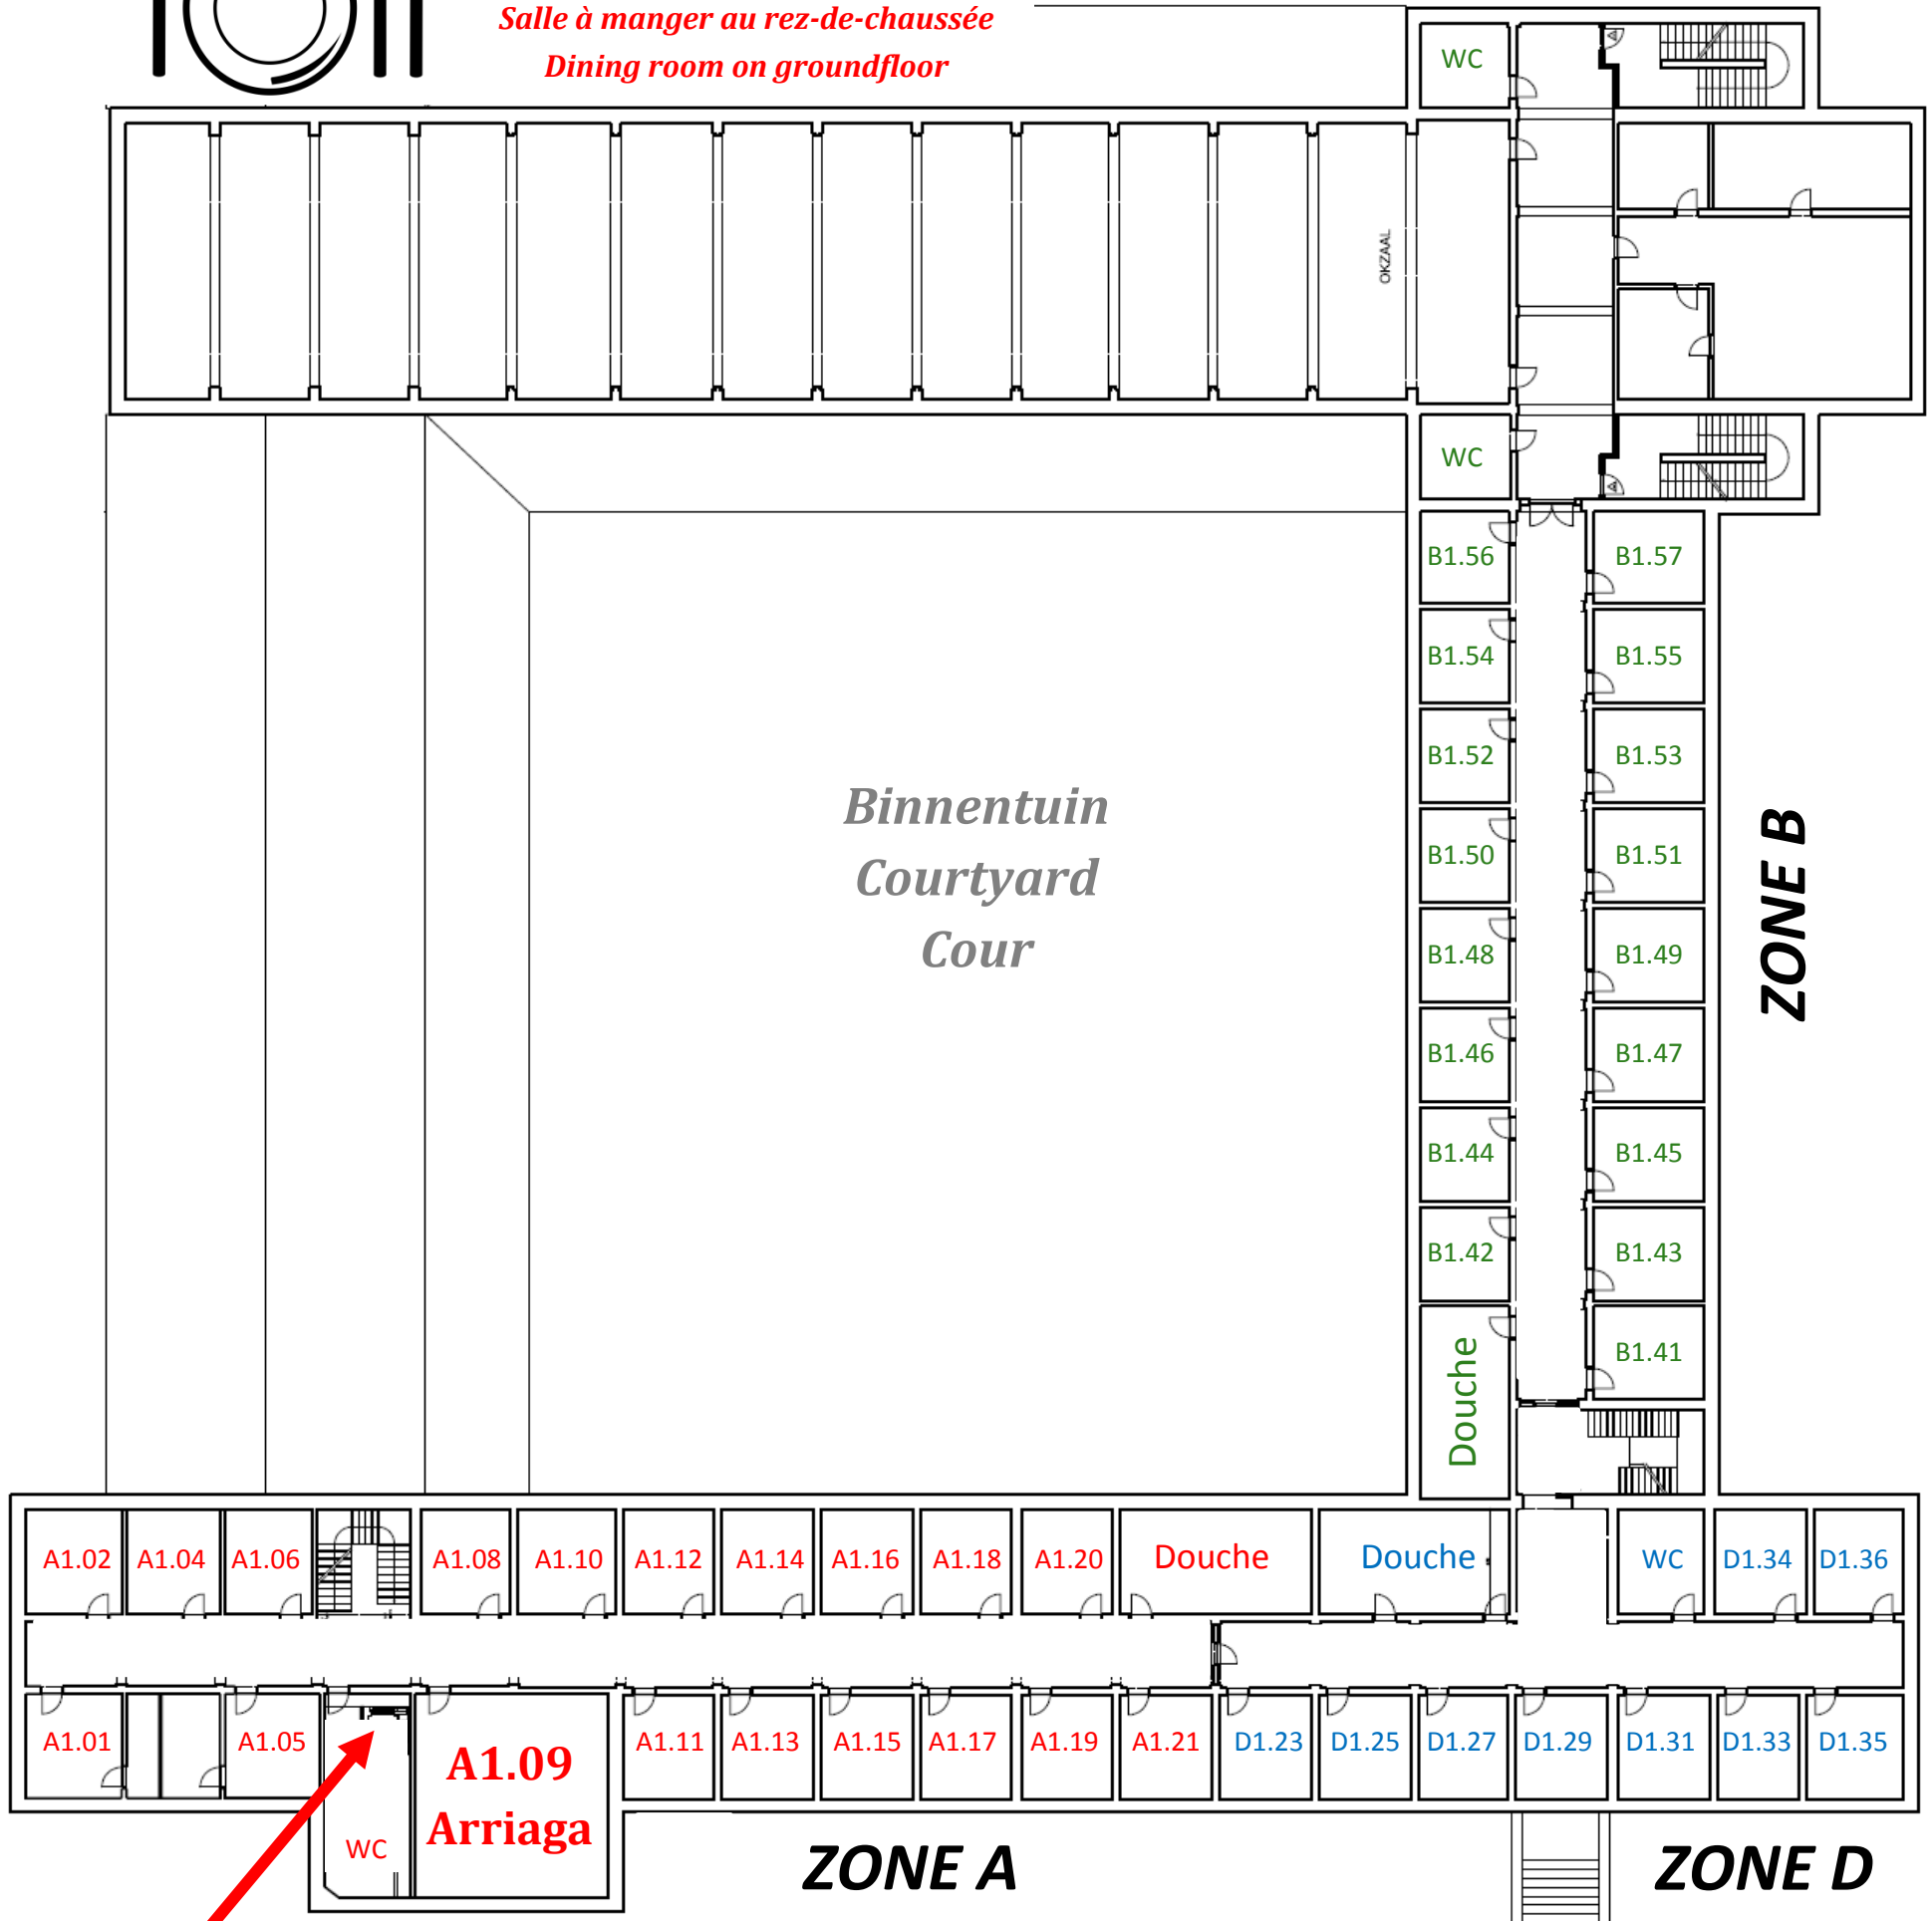 Salle à manger au rez-de-chaussée
Dining room on groundfloor
WC
OKZAAL
WC
B1.56 B1.57
B1.54 B1.55
B1.52 B1.53
B1.50 B1.51
B1.48 B1.49
B1.46 B1.47
B1.44 B1.45
B1.42 B1.43
B1.41
Douche
ZONE B
Binnentuin
Courtyard
Cour
A1.02 A1.04 A1.06 A1.08 A1.10 A1.12 A1.14 A1.16 A1.18 A1.20 Douche Douche WC D1.34 D1.36
A1.01 A1.05 A1.09 A1.11 A1.13 A1.15 A1.17 A1.19 A1.21 D1.23 D1.25 D1.27 D1.29 D1.31 D1.33 D1.35
Arriaga
WC
ZONE A ZONE D